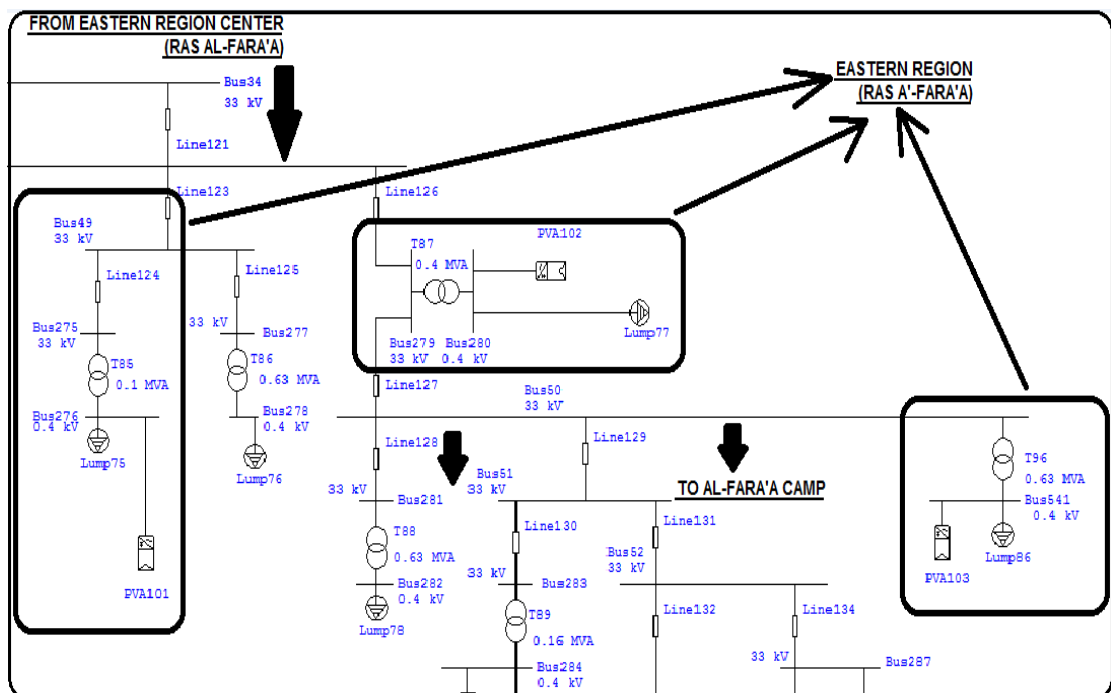 FROM EASTERN REGION CENTER
(RAS AL-FARA'A)
EASTERN REGION
(RAS A'-FARA'A)
Bus34
33 kV
Line121
Line123
Line126
Bus49
33 kV
Line124
Line125
Bus275
33 kV
T85
0.1 MVA
Bus276
0.4 kV
Lump75
PVA101
33 kV
Bus277
T86
0.63 MVA
Bus278
0.4 kV
Lump76
T87
0.4 MVA
PVA102
Lump77
Bus279
33 kV
Bus280
0.4 kV
Line127
Bus50
33 kV
Line128
Line129
33 kV
Bus281
T88
0.63 MVA
Bus282
0.4 kV
Lump78
Bus51
33 kV
TO AL-FARA'A CAMP
Line130
Line131
Bus52
33 kV
33 kV
Bus283
T89
0.16 MVA
Bus284
0.4 kV
Line132
Line134
33 kV
Bus287
T96
0.63 MVA
Bus541
0.4 kV
Lump86
PVA103